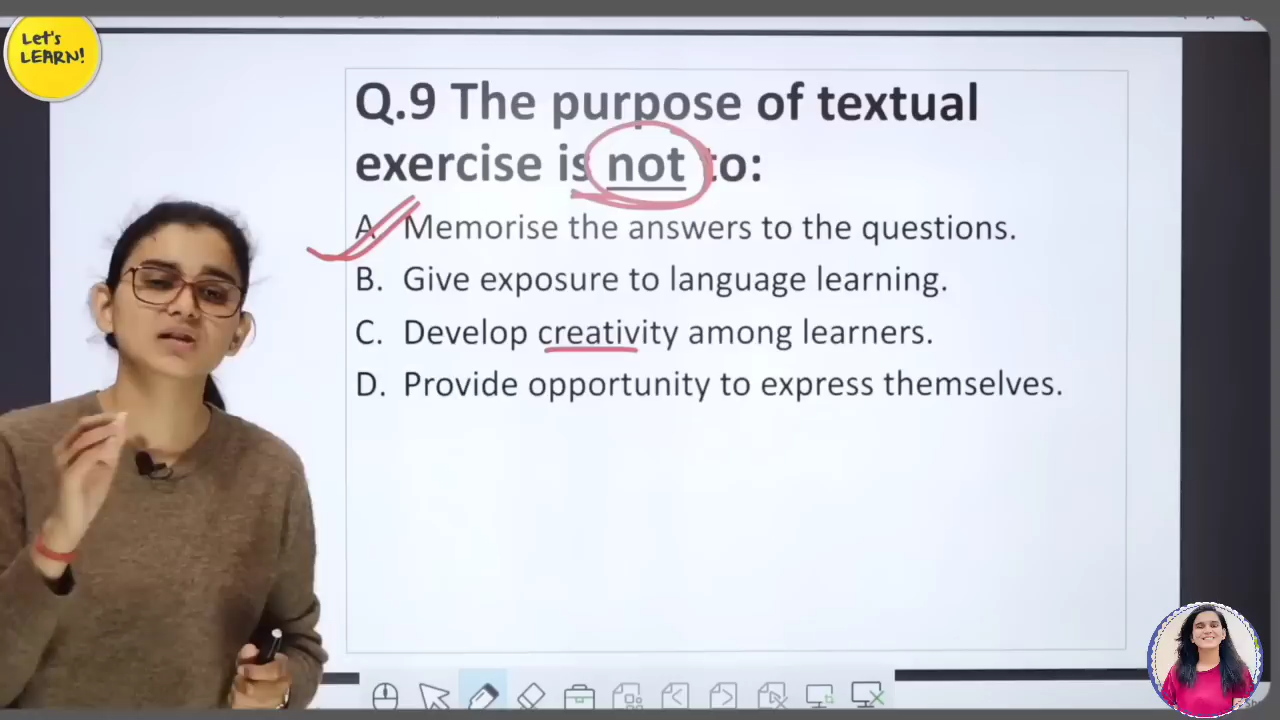 Let's
LEARN!
Q.9 The purpose of textual
exercise is not to:
A. Memorise the answers to the questions.
B. Give exposure to language learning.
C. Develop creativity among learners.
D. Provide opportunity to express themselves.